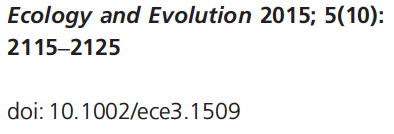 Ecology and Evolution 2015; 5(10):
2115–2125
doi: 10.1002/ece3.1509